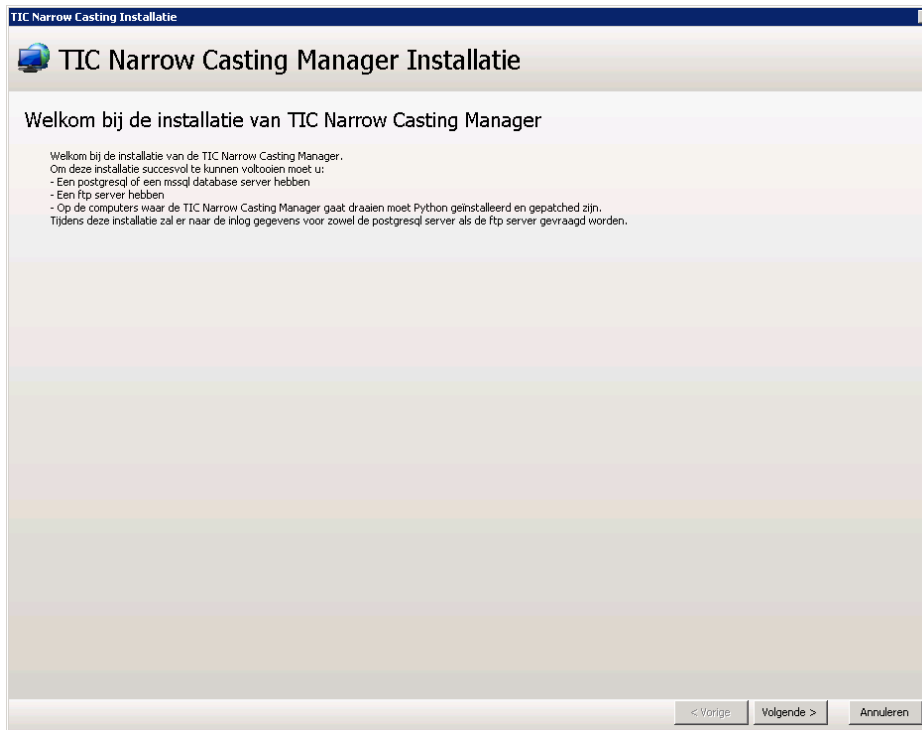 TIC Narrow Casting Installatie
TIC Narrow Casting Manager Installatie
Welkom bij de installatie van TIC Narrow Casting Manager
Welkom bij de installatie van de TIC Narrow Casting Manager.
Om deze installatie succesvol te kunnen voltooien moet u:
- Een postgresql of een mssql database server hebben
- Een ftp server hebben
- Op de computers waar de TIC Narrow Casting Manager gaat draaien moet Python geïnstalleerd en gepatched zijn.
Tijdens deze installatie zal er naar de inlog gegevens voor zowel de postgresql server als de ftp server gevraagd worden.
< Vorige
Volgende >
Annuleren